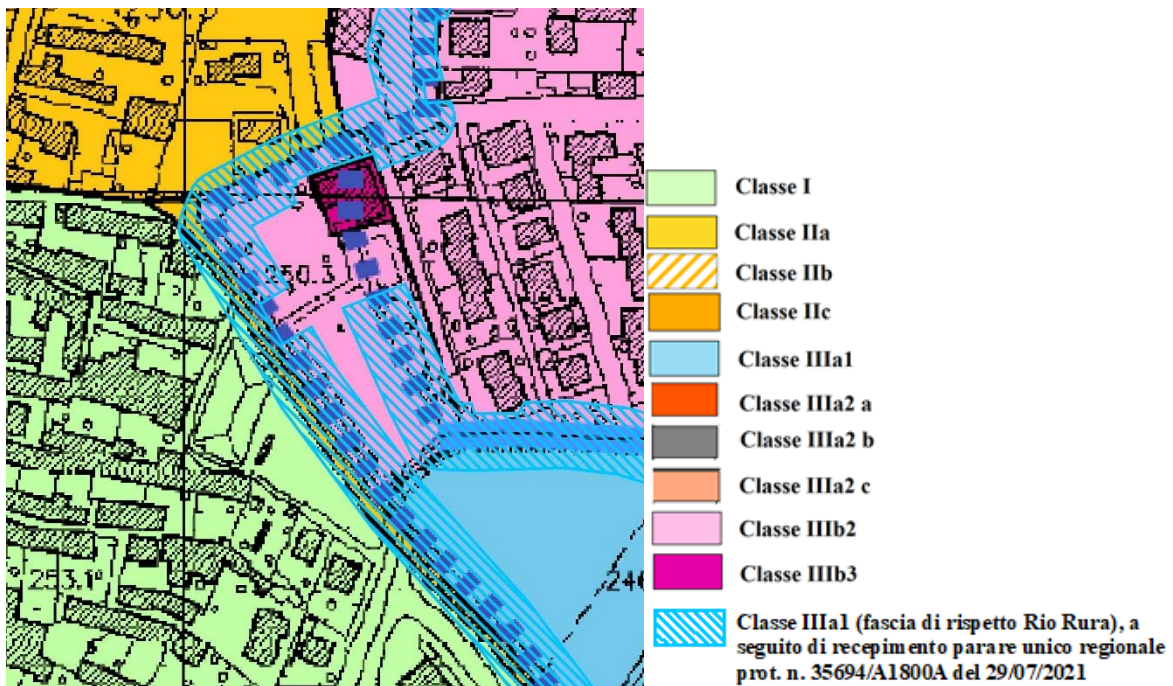 250.3
253.1
Classe I
Classe IIa
Classe IIb
Classe IIc
Classe IIIa1
Classe IIIa2 a
Classe IIIa2 b
Classe IIIa2 c
Classe IIIb2
Classe IIIb3
Classe IIIa1 (fascia di rispetto Rio Rura), a
seguito di recepimento parare unico regionale
prot. n. 35694/A1800A del 29/07/2021